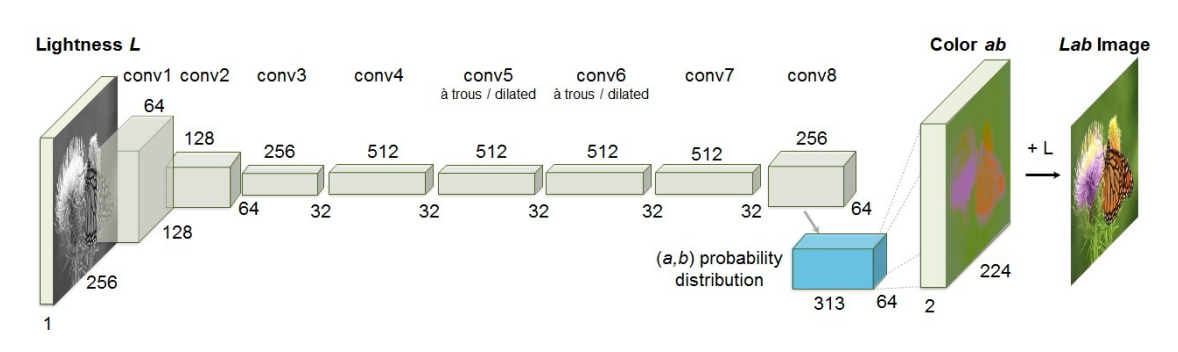 Lightness L
Color ab
Lab Image
conv1 conv2 conv3 conv4 conv5 conv6 conv7 conv8
à trous / dilated
à trous / dilated
64
128
256
512
512
512
512
256
+ L
64
32
32
32
32
32
64
128
(a,b) probability
distribution
256
224
313
64
2
1